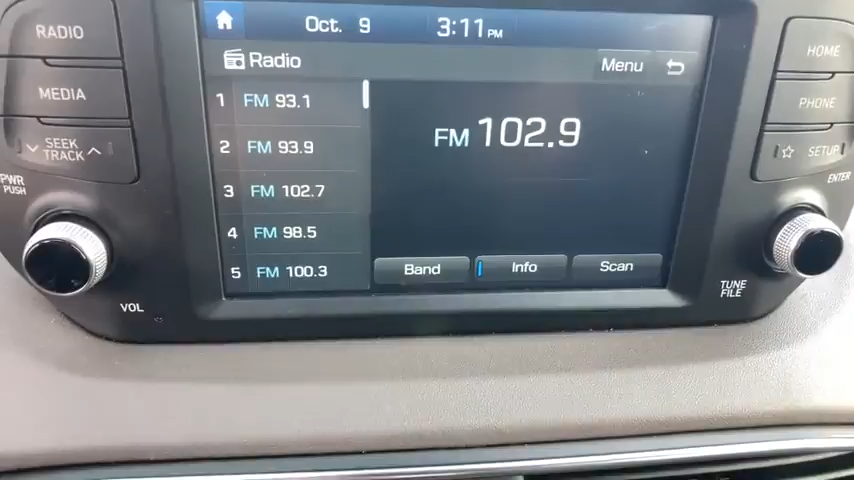 RADIO
MEDIA
SEEK
TRACK
PWR
PUSH
VOL
Oct. 9 3:11 PM
Radio Menu
1 FM 93.1
2 FM 93.9
3 FM 102.7
4 FM 98.5
5 FM 100.3
FM 102.9
Band Info Scan
HOME
PHONE
☆ SETUP
ENTER
TUNE
FILE